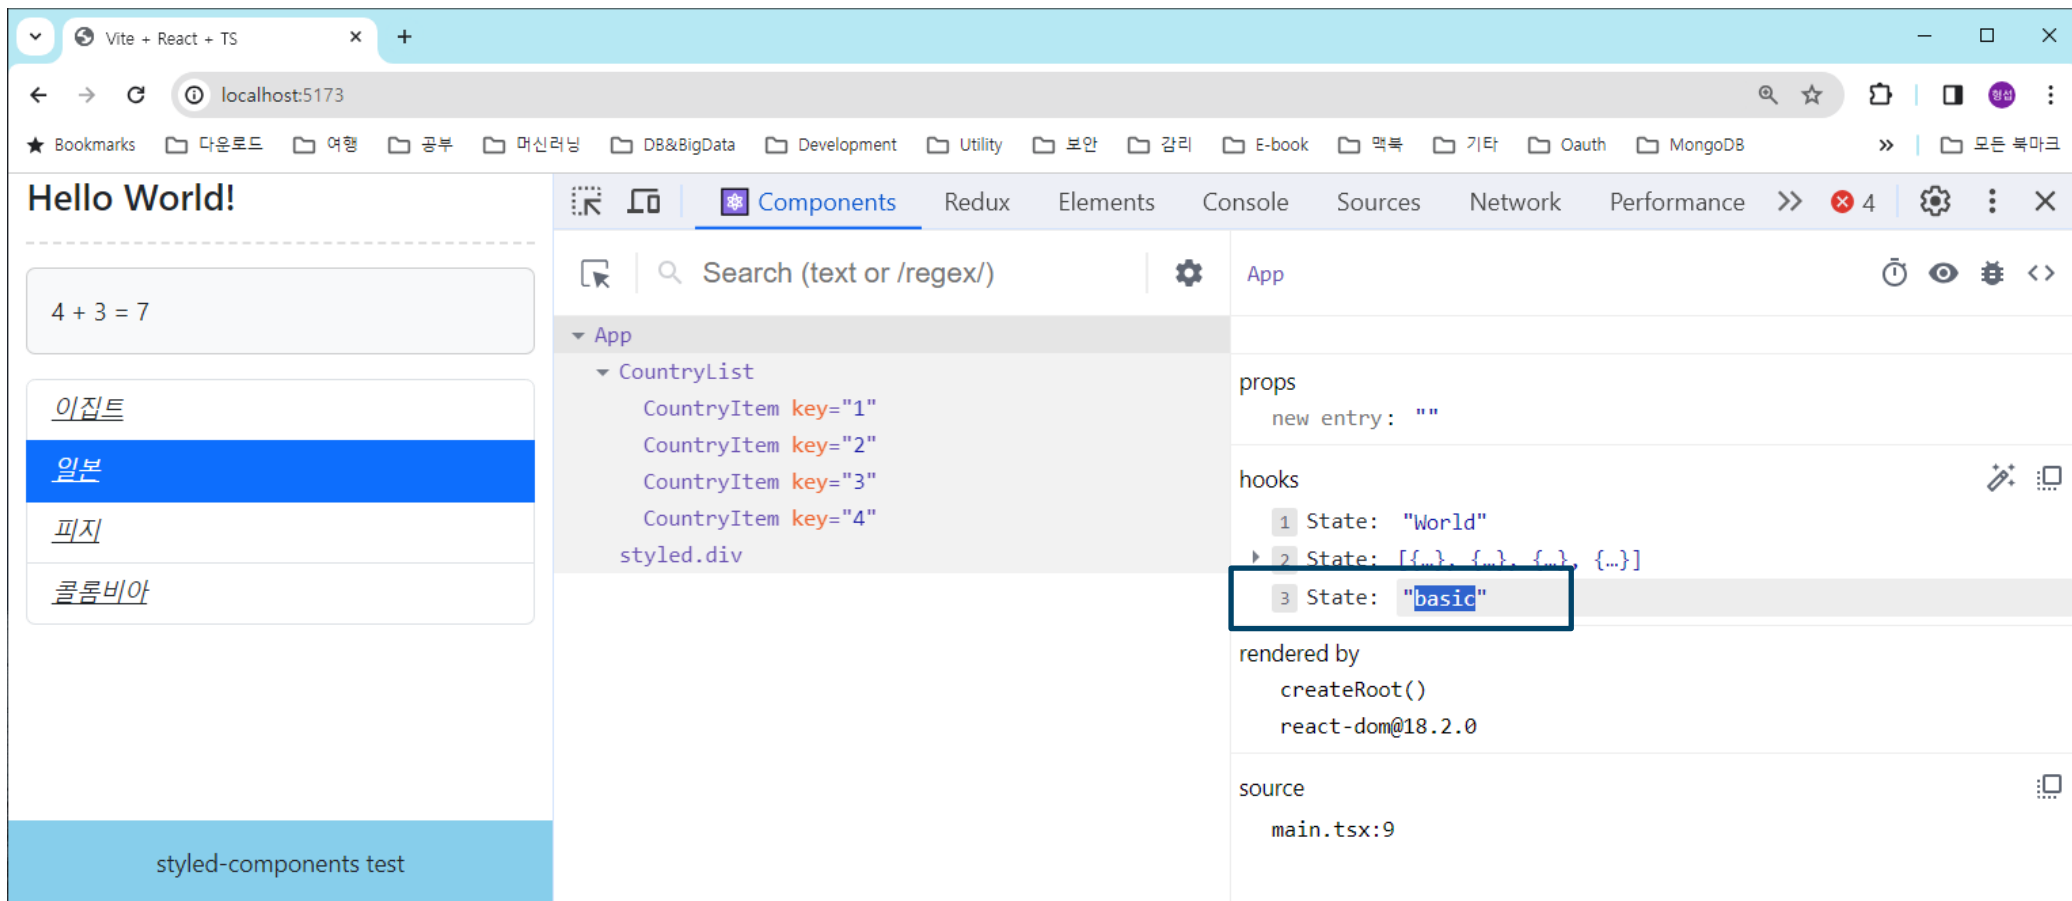 Vite + React + TS
localhost:5173
Bookmarks 다운로드 여행 공부 머신러닝 DB&BigData Development Utility 보안 감리 E-book 맥북 기타 Oauth MongoDB 모든 북마크
형섭
Hello World!
4 + 3 = 7
이집트
일본
피지
콜롬비아
styled-components test
Components Redux Elements Console Sources Network Performance 4
Search (text or /regex/)
App
CountryList
CountryItem key="1"
CountryItem key="2"
CountryItem key="3"
CountryItem key="4"
styled.div
App
props
new entry: ""
hooks
1 State: "World"
2 State: [{…}, {…}, {…}, {…}]
3 State: "basic"
rendered by
createRoot()
react-dom@18.2.0
source
main.tsx:9